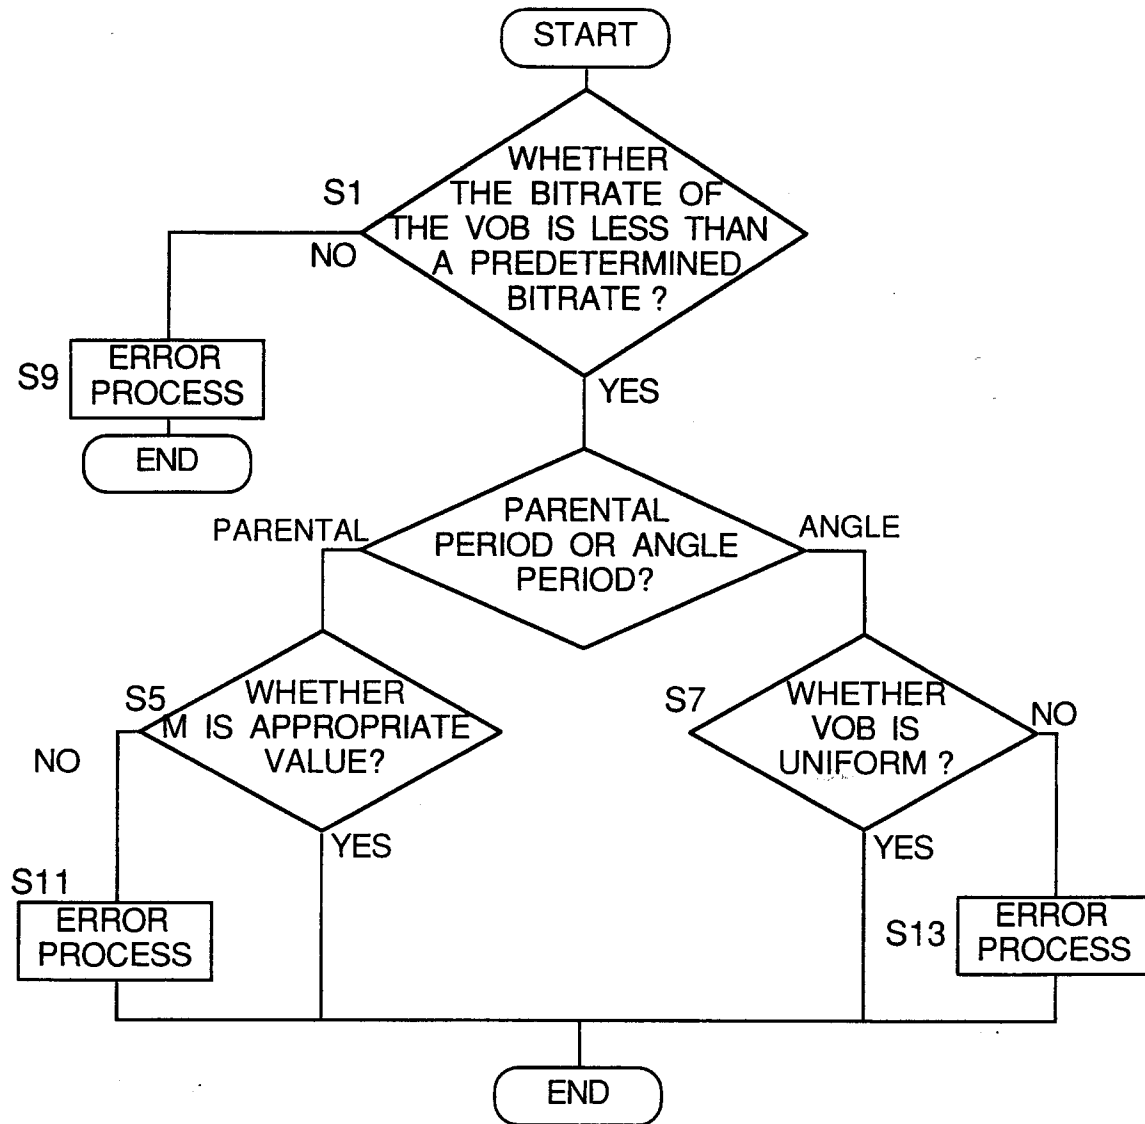 START
WHETHER
THE BITRATE OF
THE VOB IS LESS THAN
A PREDETERMINED
BITRATE ?
S1
NO
YES
S9
ERROR
PROCESS
END
PARENTAL
PERIOD OR ANGLE
PERIOD?
PARENTAL
ANGLE
S5
WHETHER
M IS APPROPRIATE
VALUE?
NO
YES
S7
WHETHER
VOB IS
UNIFORM ?
NO
YES
S11
ERROR
PROCESS
S13
ERROR
PROCESS
END